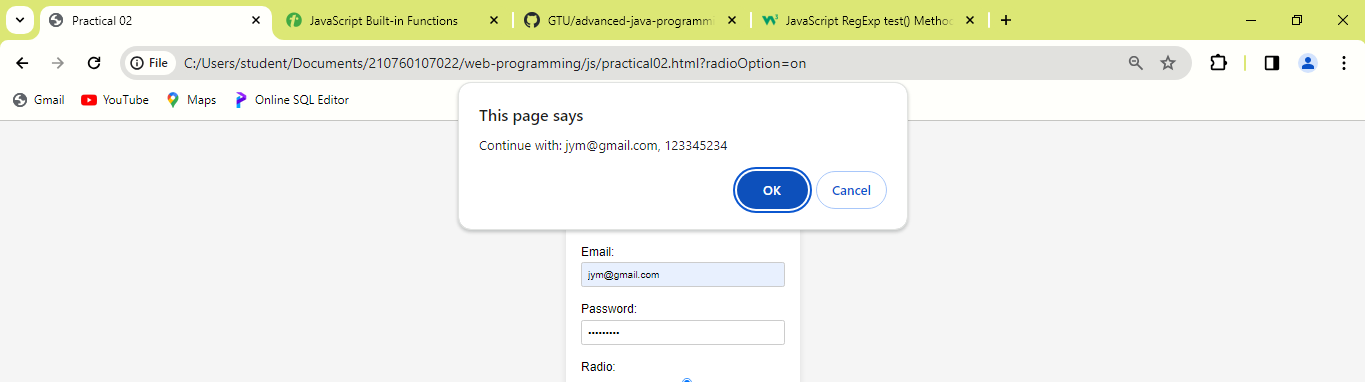 Practical 02
JavaScript Built-in Functions
GTU/advanced-java-programmi
JavaScript RegExp test() Metho
File
C:/Users/student/Documents/210760107022/web-programming/js/practical02.html?radioOption=on
Gmail
YouTube
Maps
Online SQL Editor
This page says
Continue with: jym@gmail.com, 123345234
OK
Cancel
Email:
jym@gmail.com
Password:
Radio: